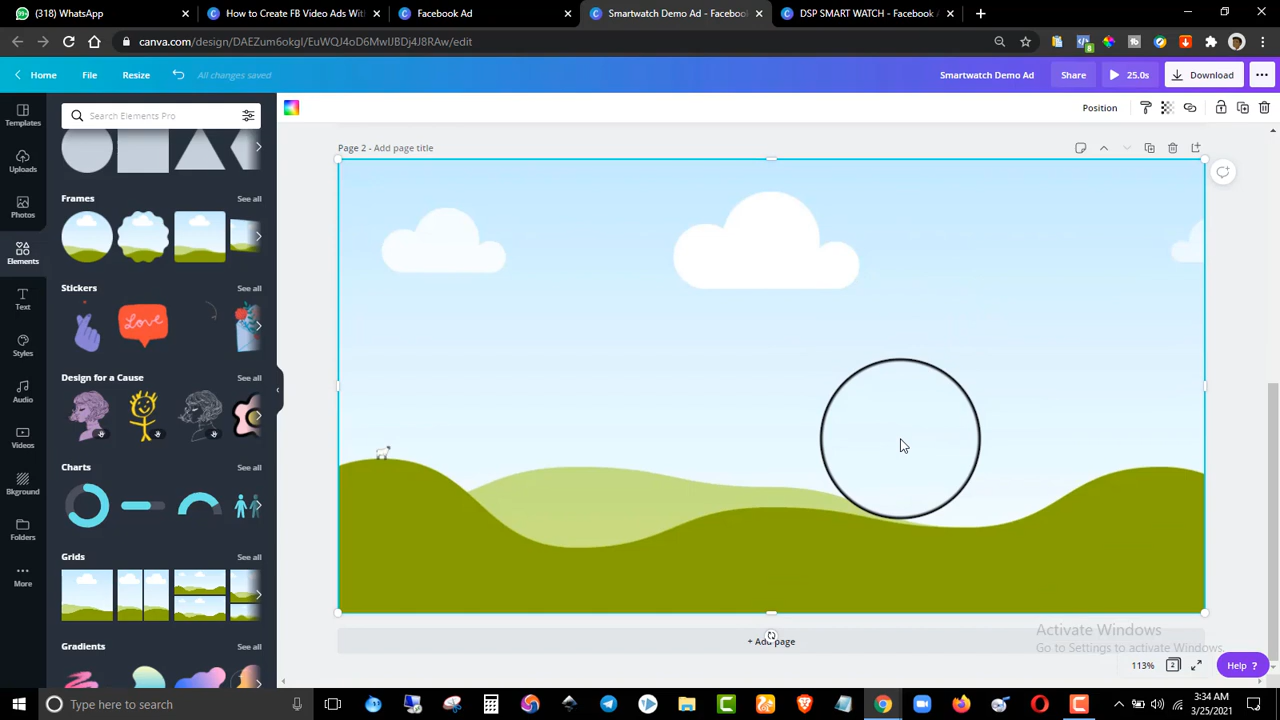 (318) WhatsApp
How to Create FB Video Ads With
Facebook Ad
Smartwatch Demo Ad - Facebook
DSP SMART WATCH - Facebook A
canva.com/design/DAEZum6okgI/EuWQJ4oD6MwIJBDj4J8RAw/edit
Home
File
Resize
All changes saved
Smartwatch Demo Ad
Share
25.0s
Download
Templates
Search Elements Pro
Position
Uploads
Page 2 - Add page title
Photos
Frames
See all
Elements
Stickers
See all
Text
Love
Styles
Design for a Cause
See all
Audio
Videos
Charts
See all
Bkground
Folders
Grids
See all
More
Gradients
See all
+ Add page
Activate Windows
Go to Settings to activate Windows.
113%
2
Help ?
Type here to search
3:34 AM
3/25/2021